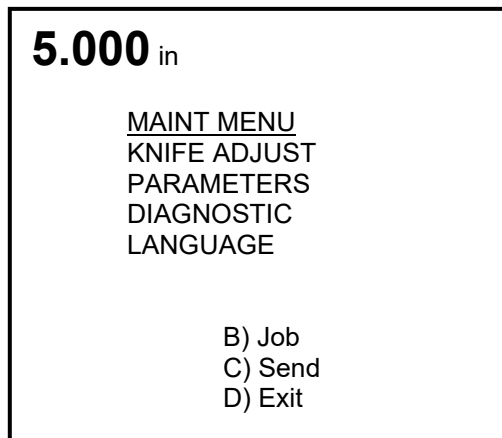 5.000 in
MAINT MENU
KNIFE ADJUST
PARAMETERS
DIAGNOSTIC
LANGUAGE
B) Job
C) Send
D) Exit